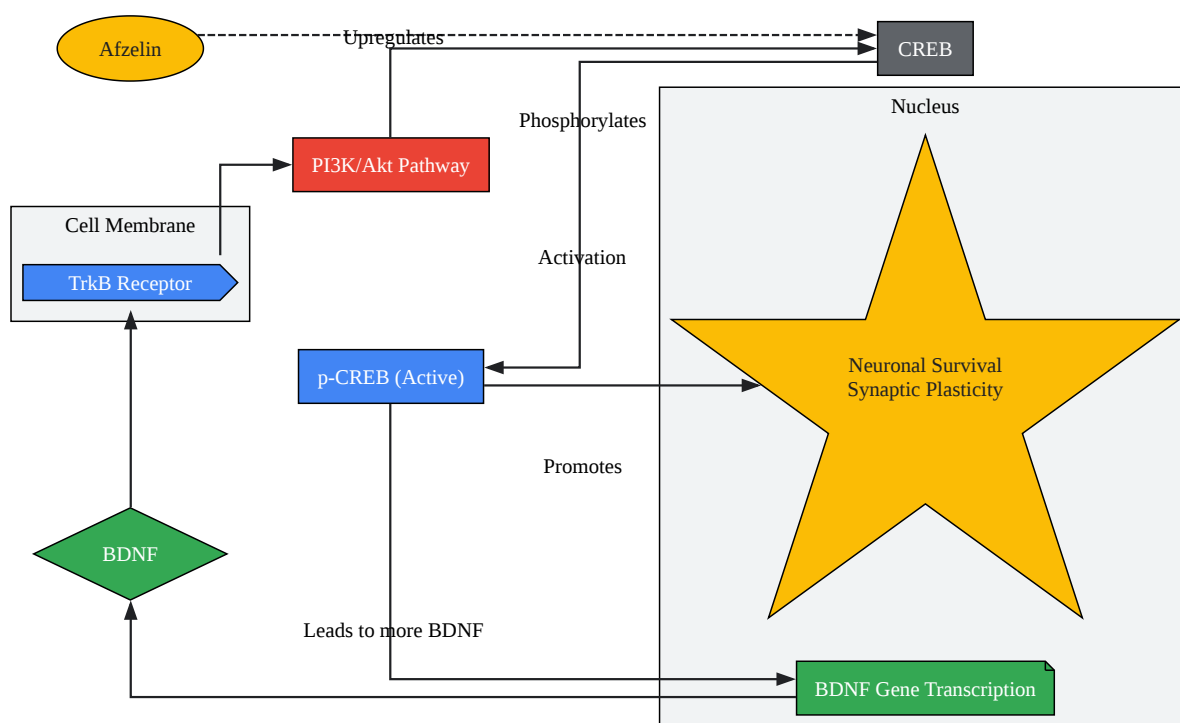 Afzelin
Upregulates
CREB
Nucleus
Phosphorylates
PI3K/Akt Pathway
Cell Membrane
Activation
TrkB Receptor
Neuronal Survival
Synaptic Plasticity
p-CREB (Active)
Promotes
BDNF
Leads to more BDNF
BDNF Gene Transcription